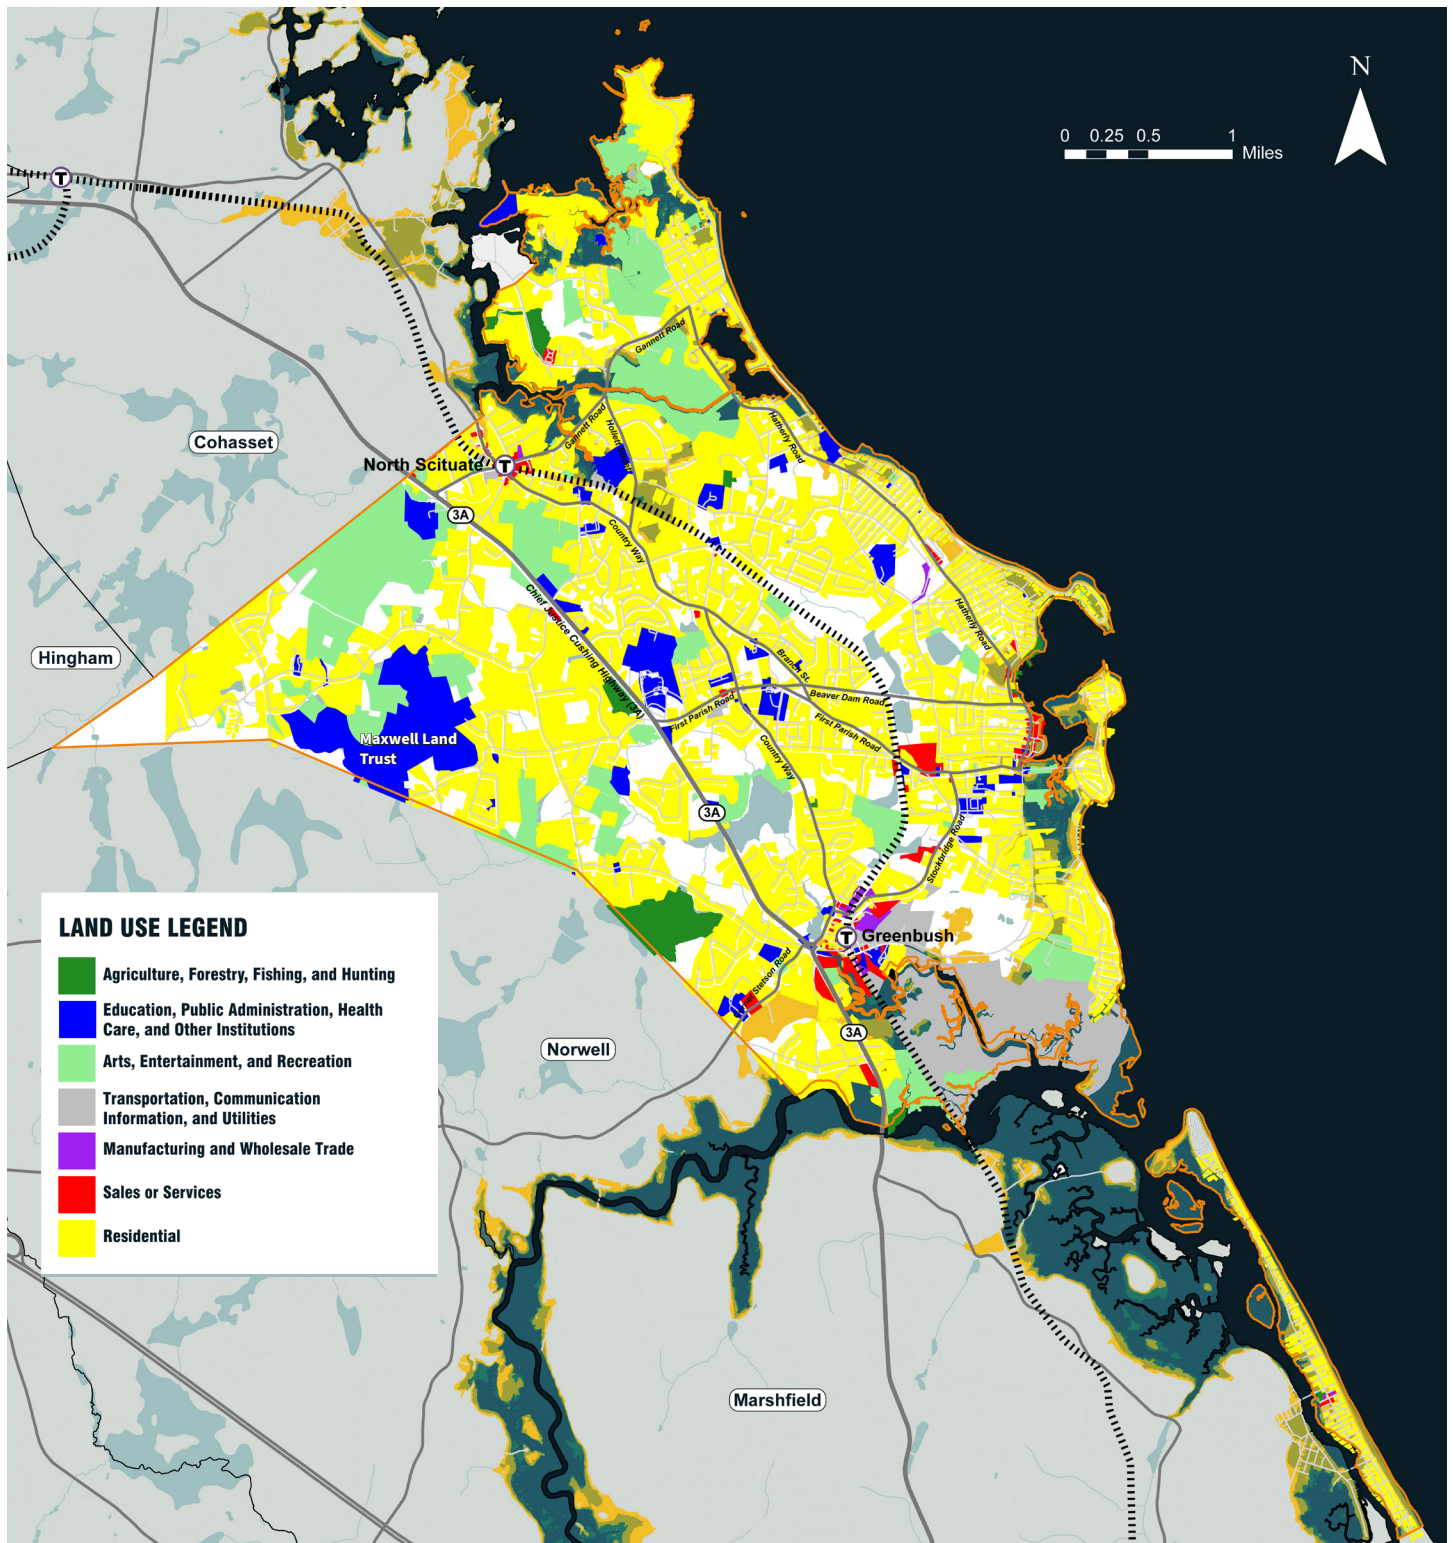 N
0 0.25 0.5 1
Miles
T
Gannett Road
Cohasset
Gannett Road
Hatherly Road
North Scituate
T
3A
Country Way
Chief Justice Cushing Highway (3A)
Hatherly Road
Hingham
Branch St.
Beaver Dam Road
First Parish Road
First Parish Road
Maxwell Land
Trust
Country Way
3A
Stockbridge Road
T
Greenbush
Stetson Road
3A
Norwell
Marshfield
LAND USE LEGEND
Agriculture, Forestry, Fishing, and Hunting
Education, Public Administration, Health
Care, and Other Institutions
Arts, Entertainment, and Recreation
Transportation, Communication
Information, and Utilities
Manufacturing and Wholesale Trade
Sales or Services
Residential